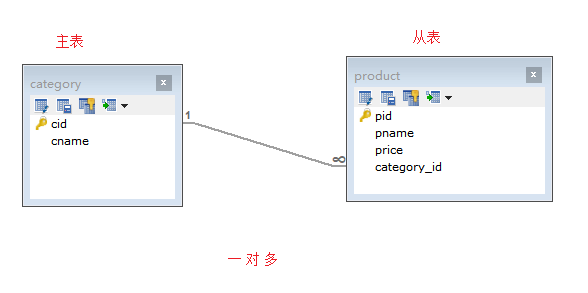 主表
从表
category
x
cid
cname
1
∞
product
x
pid
pname
price
category_id
一 对 多